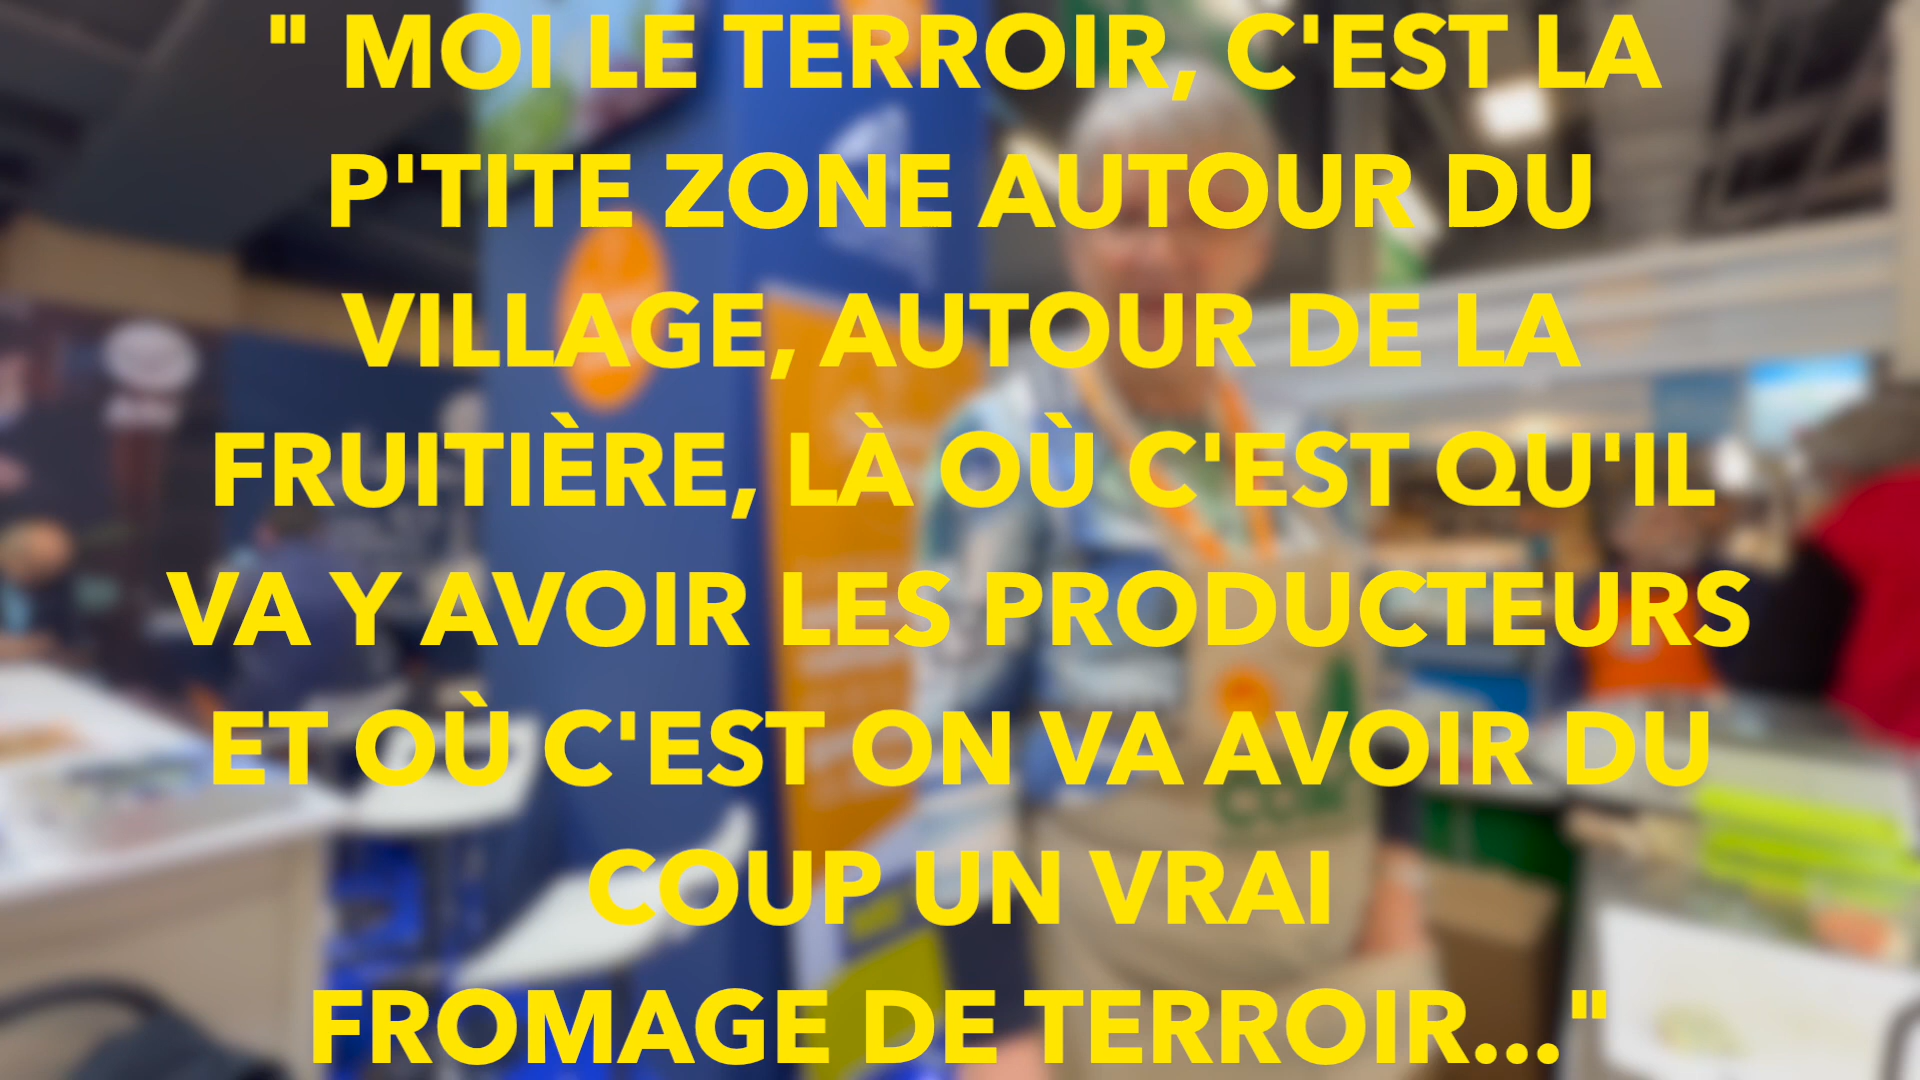 " MOI LE TERROIR, C'EST LA
P'TITE ZONE AUTOUR DU
VILLAGE, AUTOUR DE LA
FRUITIÈRE, LÀ OÙ C'EST QU'IL
VA Y AVOIR LES PRODUCTEURS
ET OÙ C'EST ON VA AVOIR DU
COUP UN VRAI
FROMAGE DE TERROIR... "